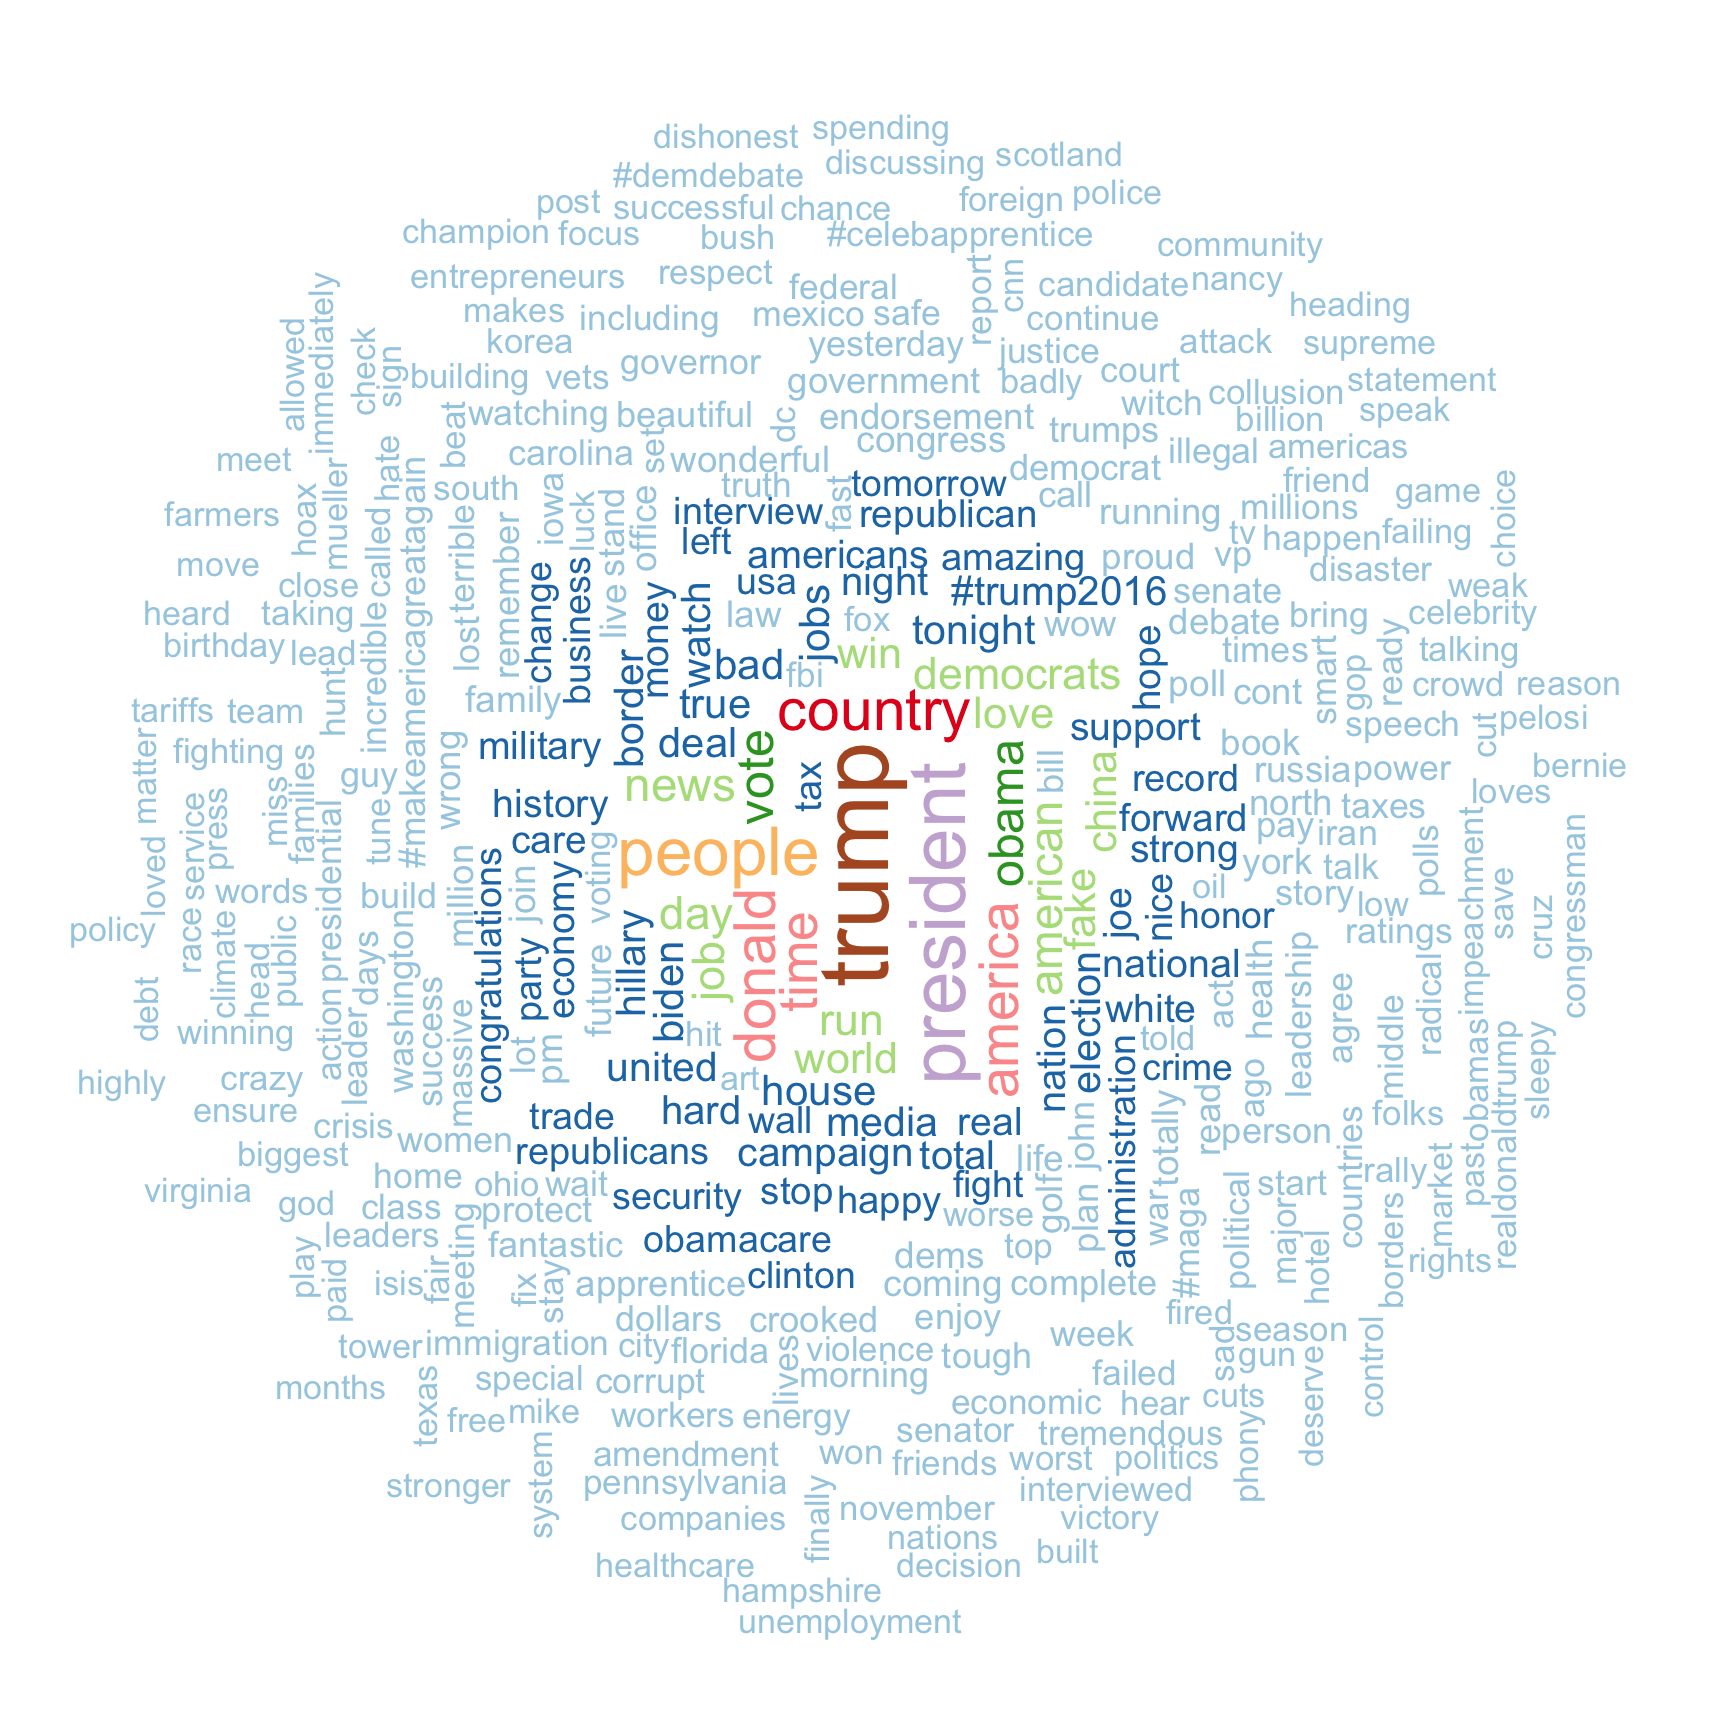 dishonest
spending
#demdebate
discussing
scotland
post
successful
chance
foreign
police
champion
focus
bush
#celebapprentice
community
entrepreneurs
respect
federal
report
cnn
candidate
nancy
heading
immediately
allowed
makes
including
mexico
safe
continue
check
sign
korea
governor
yesterday
justice
attack
supreme
building
vets
government
badly
court
collusion
statement
watching
beautiful
dc
endorsement
witch
billion
speak
beat
set
congress
trumps
meet
hate
carolina
wonderful
democrat
illegal
americas
hoax
mueller
called
#makeamericagreatagain
south
iowa
luck
stand
office
truth
fast
tomorrow
call
friend
game
choice
farmers
terrible
remember
interview
republican
running
millions
tv
happen
failing
move
left
americans
amazing
proud
vp
disaster
close
change
business
live
money
watch
usa
night
#trump2016
senate
weak
heard
taking
incredible
lost
law
jobs
fox
tonight
wow
debate
bring
celebrity
birthday
lead
hunt
border
bad
fbi
win
democrats
hope
times
smart
sgop
ready
talking
tariffs
team
family
true
country
love
poll
cont
crowd
reason
fighting
wrong
military
deal
vote
trump
support
book
speech
cut
pelosi
matter
families
guy
tune
news
tax
president
obama
bill
china
record
russia
power
bernie
miss
service
press
history
forward
north
taxes
loves
loved
presidential
care
people
american
strong
pay
iran
polls
impeachment
congressman
words
build
million
join
voting
congratulations
economy
fake
york
talk
race
climate
public
party
future
hillary
day
donald
time
america
joe
nice
oil
story
low
save
cruz
policy
head
action
days
washington
biden
job
national
honor
ratings
radical
debt
winning
leader
success
massive
lot
pm
hit
run
nation
election
white
act
health
leadership
agree
middle
highly
crazy
united
art
world
told
crime
pastobamas
realdonaldtrump
sleepy
ensure
trade
hard
house
administration
ago
read
folks
crisis
women
wall
media
real
john
totally
person
countries
biggest
republicans
campaign
total
life
market
rally
virginia
home
ohio
wait
fight
plan
golf
start
god
class
protect
security
stop
happy
worse
war
#maga
political
major
hotel
borders
leaders
meeting
fantastic
obamacare
dems
top
rights
play
paid
isis
fair
fix
stay
apprentice
clinton
coming
complete
fired
dollars
crooked
enjoy
week
sad
season
tower
immigration
city
florida
violence
tough
gun
control
months
special
corrupt
lives
morning
failed
deserve
texas
free
mike
workers
energy
economic
hear
cuts
senator
tremendous
phony
amendment
won
friends
worst
politics
stronger
system
pennsylvania
finally
interviewed
companies
november
victory
nations
healthcare
decision
built
hampshire
unemployment